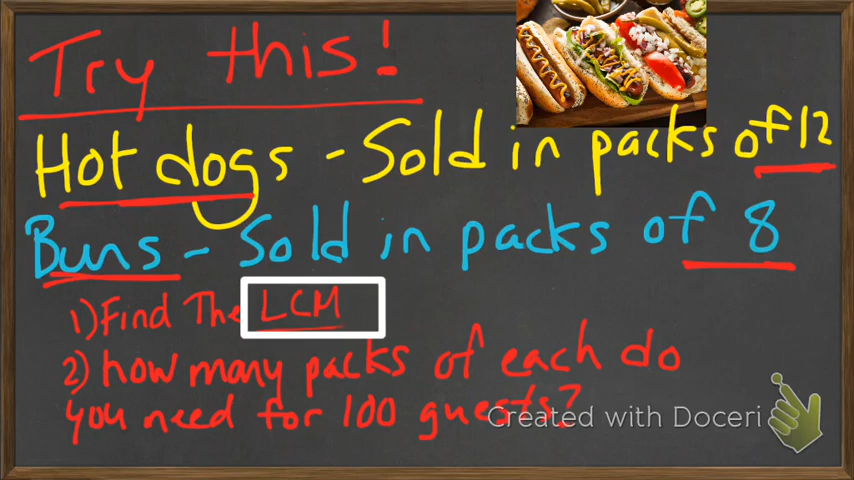 Try this!
Hot dogs - Sold in packs of 12
Buns - Sold in packs of 8
1) Find The LCM
2) how many packs of each do
you need for 100 guests?
Created with Doceri